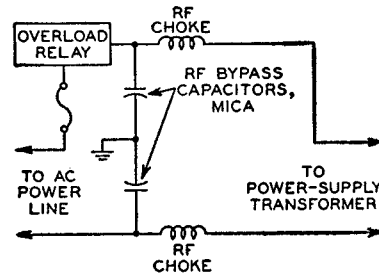 RF
CHOKE
OVERLOAD
RELAY
RF BYPASS
CAPACITORS,
MICA
TO AC
POWER
LINE
TO
POWER-SUPPLY
TRANSFORMER
RF
CHOKE